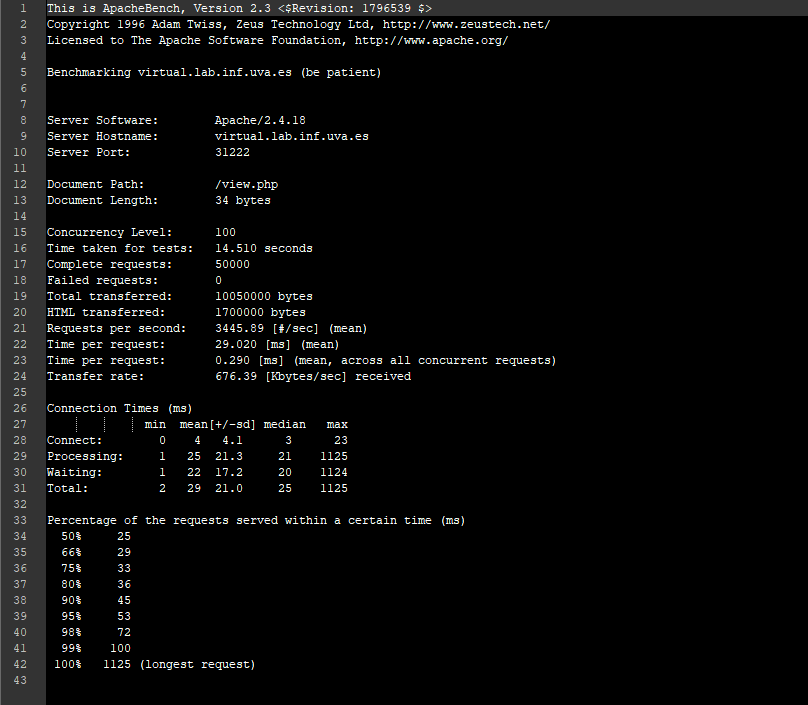 1 This is ApacheBench, Version 2.3 <$Revision: 1796539 $>
2 Copyright 1996 Adam Twiss, Zeus Technology Ltd, http://www.zeustech.net/
3 Licensed to The Apache Software Foundation, http://www.apache.org/
4
5 Benchmarking virtual.lab.inf.uva.es (be patient)
6
7
8 Server Software:        Apache/2.4.18
9 Server Hostname:        virtual.lab.inf.uva.es
10 Server Port:            31222
11
12 Document Path:          /view.php
13 Document Length:        34 bytes
14
15 Concurrency Level:      100
16 Time taken for tests:   14.510 seconds
17 Complete requests:      50000
18 Failed requests:        0
19 Total transferred:      10050000 bytes
20 HTML transferred:       1700000 bytes
21 Requests per second:    3445.89 [#/sec] (mean)
22 Time per request:       29.020 [ms] (mean)
23 Time per request:       0.290 [ms] (mean, across all concurrent requests)
24 Transfer rate:          676.39 [Kbytes/sec] received
25
26 Connection Times (ms)
27               min  mean[+/-sd] median   max
28 Connect:        0    4   4.1      3      23
29 Processing:     1   25  21.3     21    1125
30 Waiting:        1   22  17.2     20    1124
31 Total:          2   29  21.0     25    1125
32
33 Percentage of the requests served within a certain time (ms)
34   50%     25
35   66%     29
36   75%     33
37   80%     36
38   90%     45
39   95%     53
40   98%     72
41   99%    100
42  100%   1125 (longest request)
43